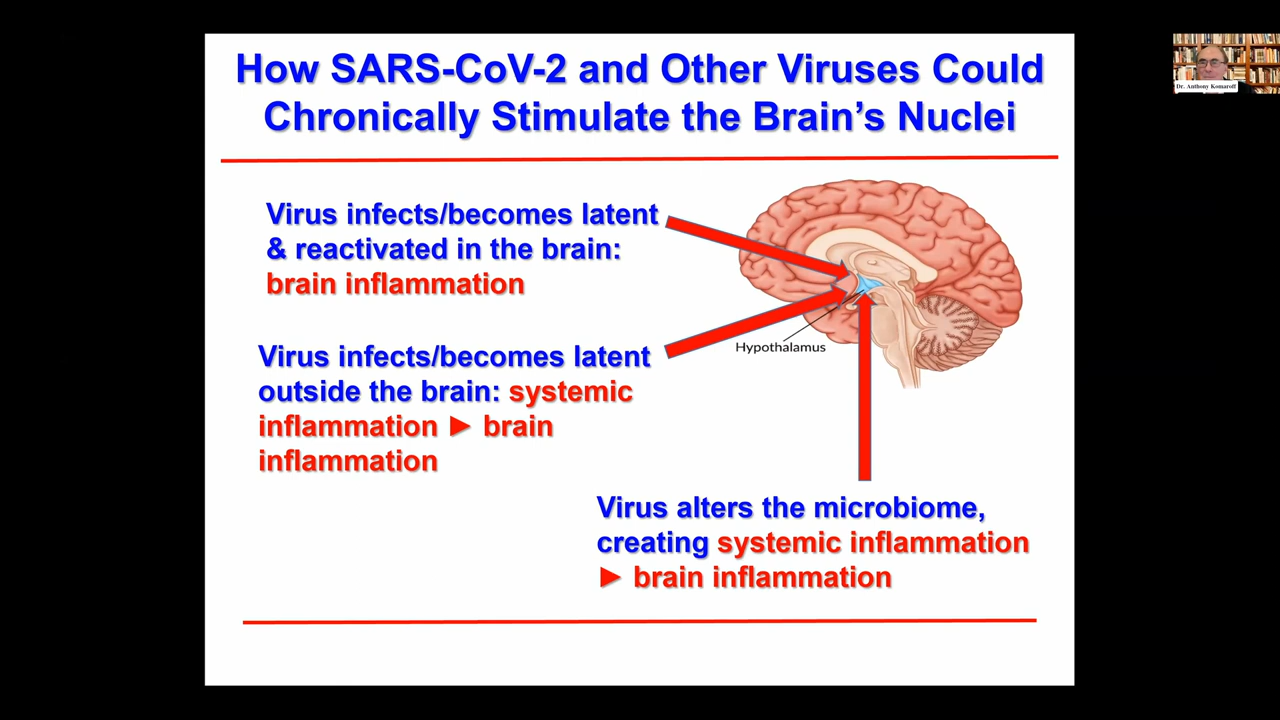 How SARS-CoV-2 and Other Viruses Could
Chronically Stimulate the Brain's Nuclei
Dr. Anthony Komaroff
Virus infects/becomes latent
& reactivated in the brain:
brain inflammation
Hypothalamus
Virus infects/becomes latent
outside the brain: systemic
inflammation ► brain
inflammation
Virus alters the microbiome,
creating systemic inflammation
► brain inflammation